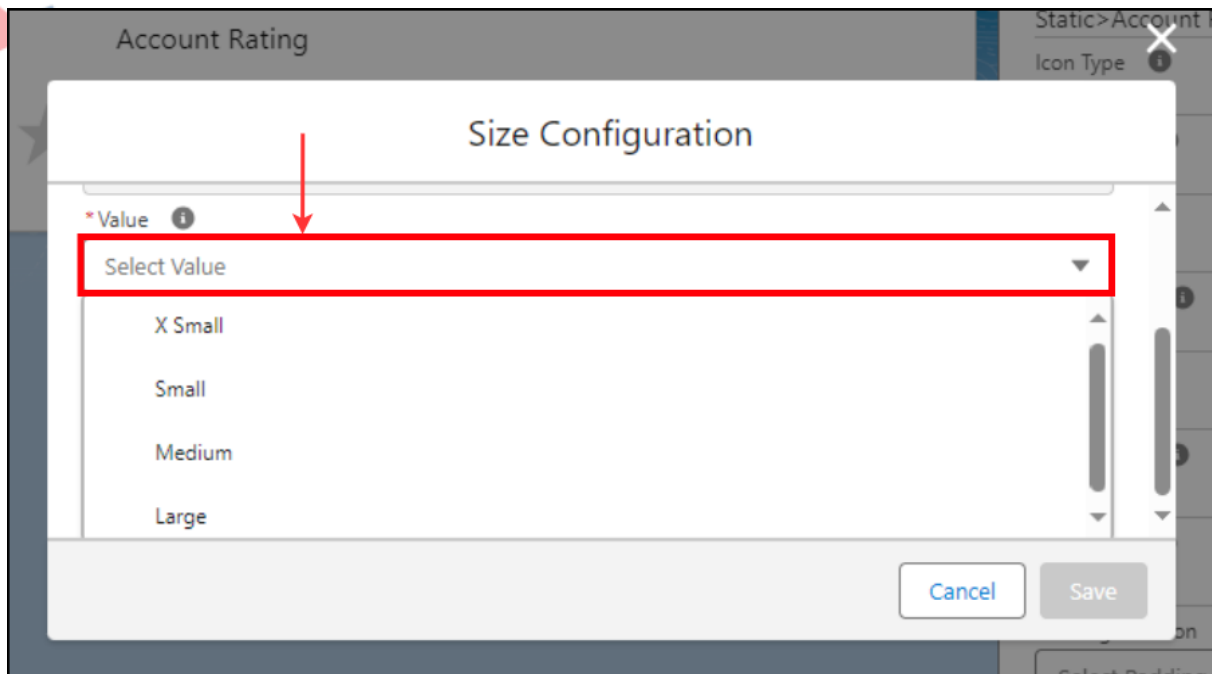 Account Rating
Static>Account
Icon Type
Size Configuration
* Value
Select Value
X Small
Small
Medium
Large
Cancel
Save